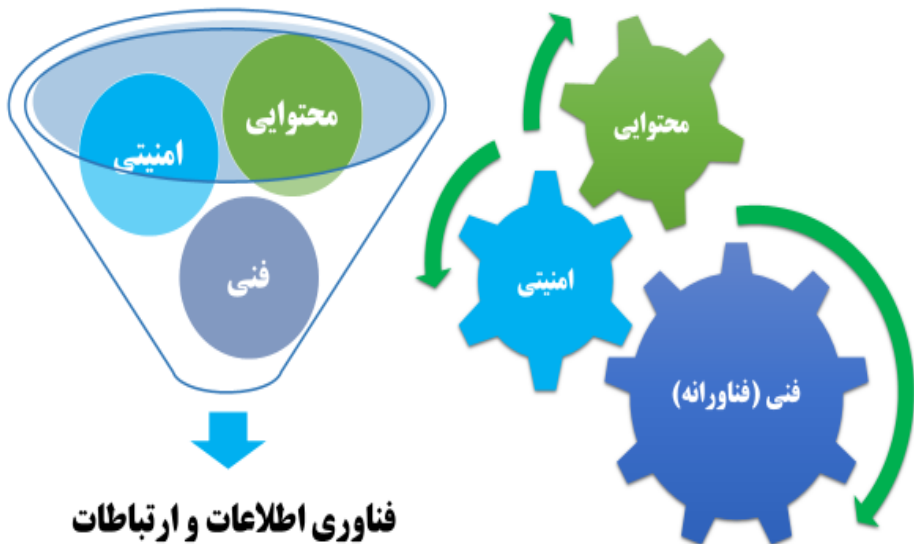 محتوایی
امنیتی
فنی
فناوری اطلاعات و ارتباطات
محتوایی
امنیتی
فنی (فناورانه)